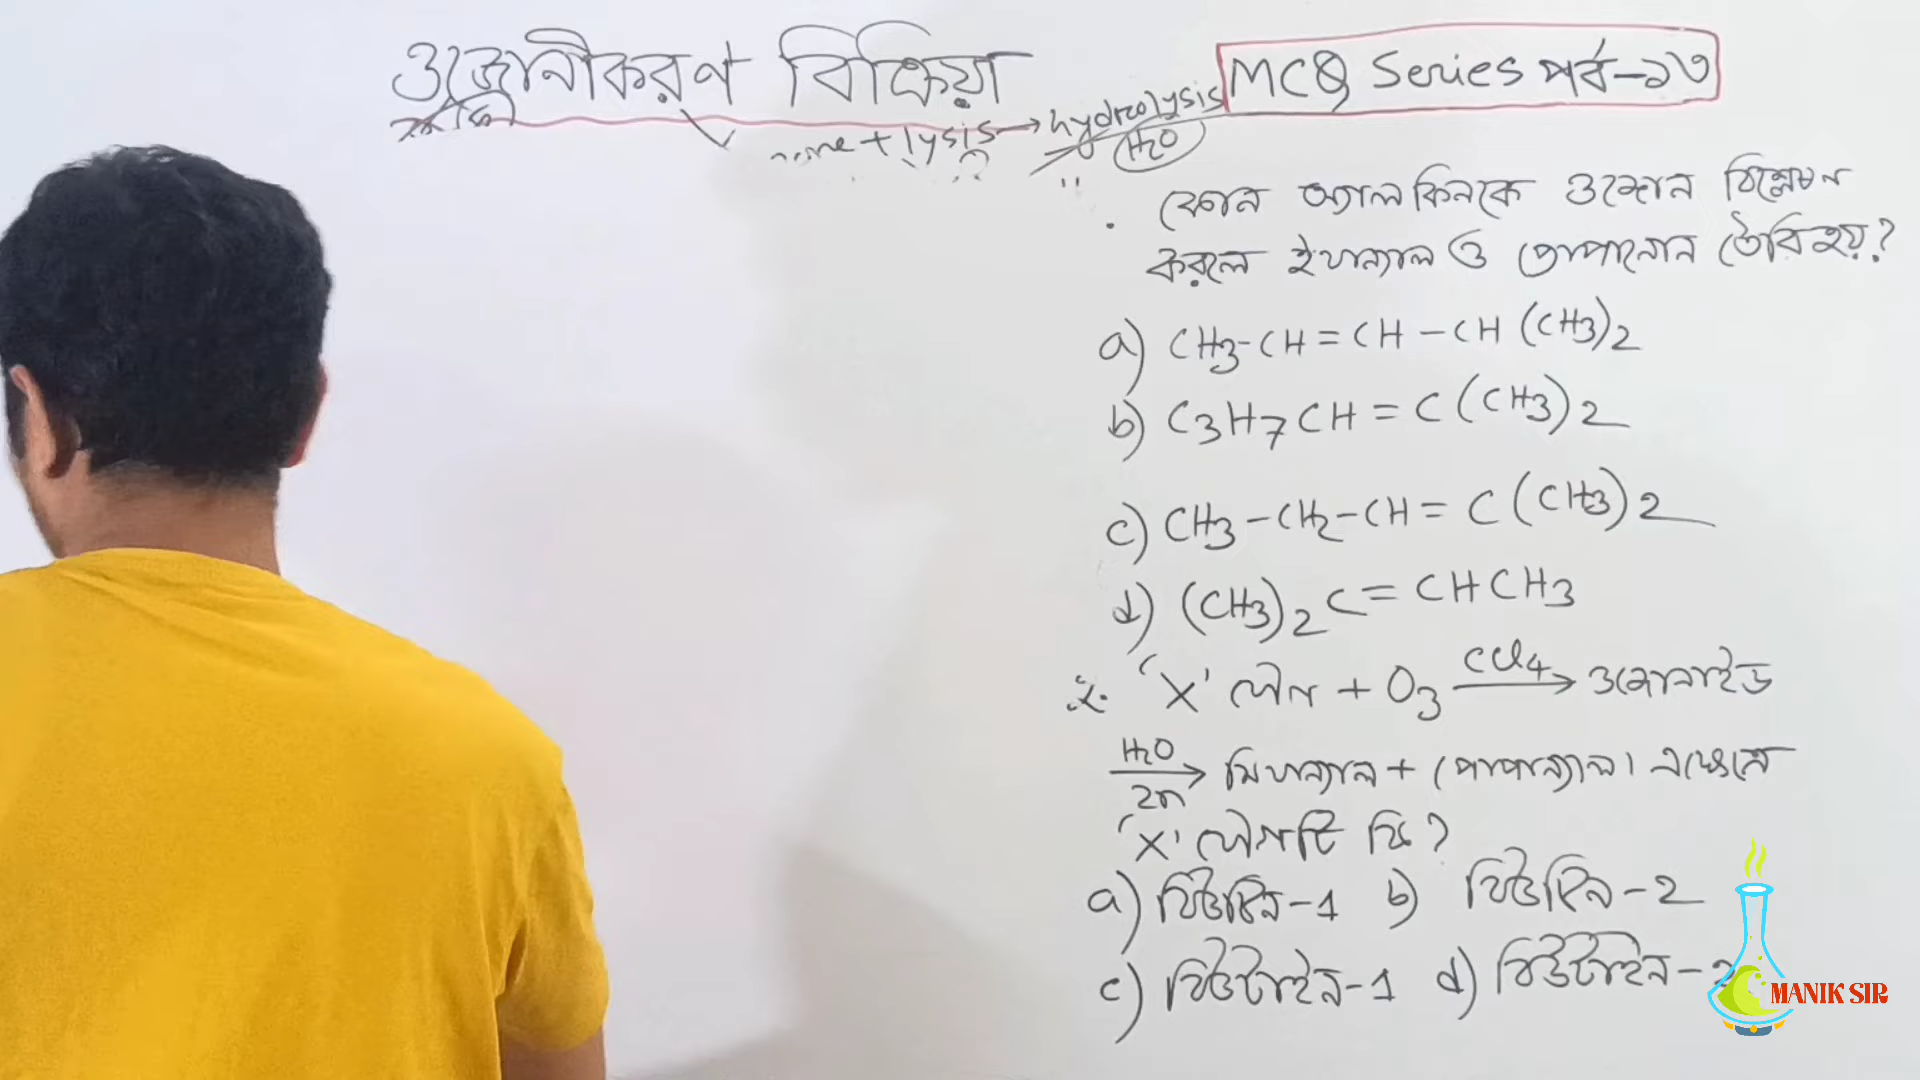 ওজোনীকরণ বিক্রিয়া
MCQ Series পর্ব-১৩
+ lysis → hydrolysis
H2O
কোন অ্যালকিনকে ওজোন বিশ্লেষণ
করলে ইথান্যাল ও প্রোপানোন তৈরি হয়?
a) CH3-CH=CH-CH(CH3)2
b) C3H7CH=C(CH3)2
c) CH3-CH2-CH=C(CH3)2
d) (CH3)2C=CHCH3
২. 'X' যৌগ + O3 CCl4→ ওজোনাইড
H2O/Zn→ মিথান্যাল + প্রোপান্যাল। এখানে
'X' যৌগটি কি?
a) বিউটিন-1 b) বিউটিন-2
c) বিউটাইন-1 d) বিউটাইন-2
MANIK SIR